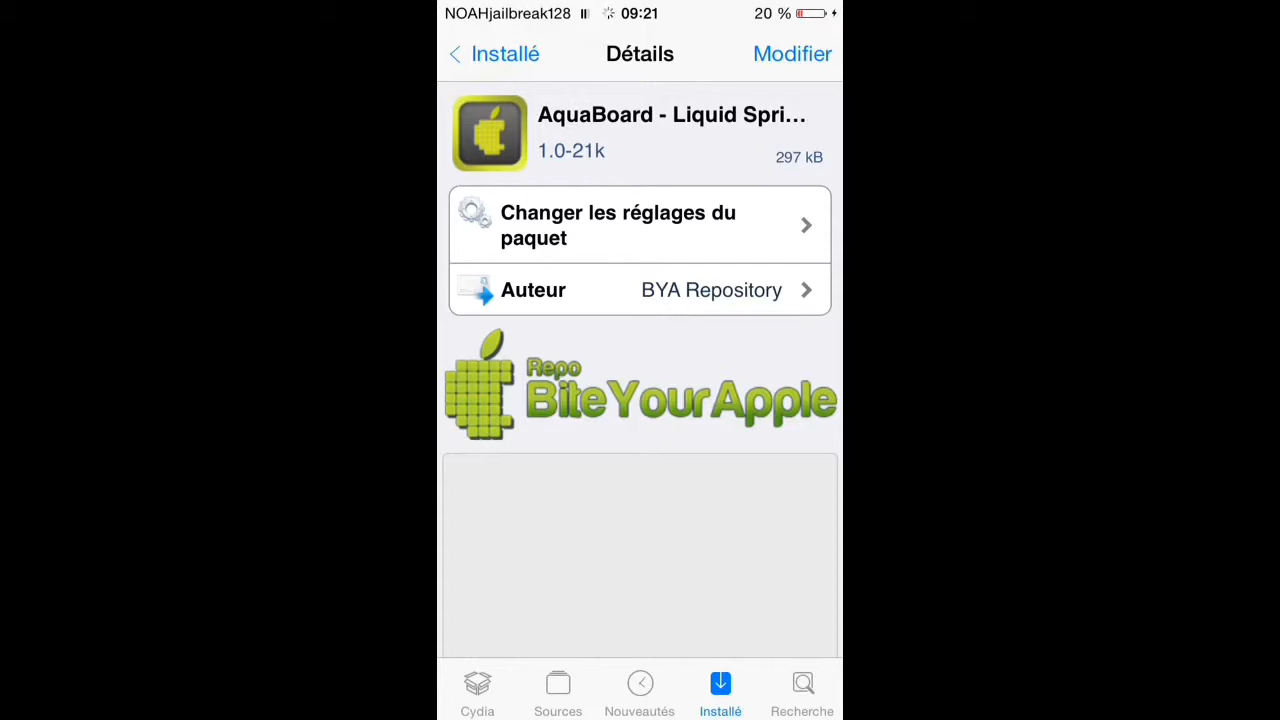 NOAHjailbreak128 09:21 20 %
Installé Détails Modifier
AquaBoard - Liquid Spri...
1.0-21k 297 kB
Changer les réglages du
paquet
Auteur BYA Repository
Repo
BiteYourApple
Cydia Sources Nouveautés Installé Recherche